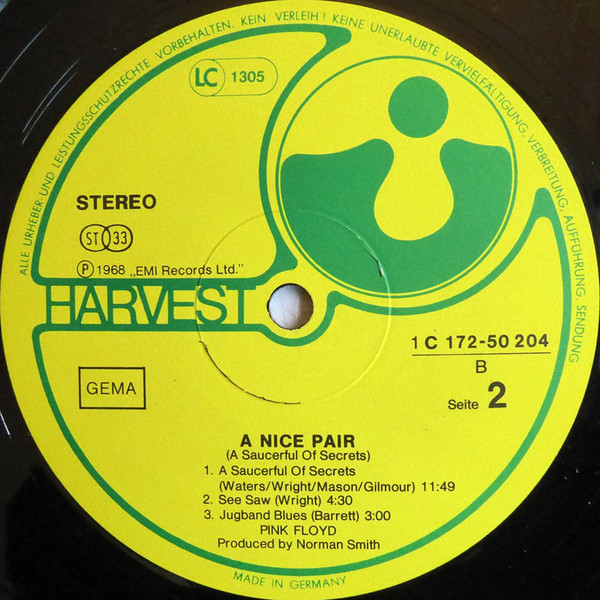 ALLE URHEBER- UND LEISTUNGSSCHUTZRECHTE VORBEHALTEN. KEIN VERLEIH! KEINE UNERLAUBTE VERVIELFÄLTIGUNG, VERBREITUNG, AUFFÜHRUNG, SENDUNG
LC 1305
STEREO
ST 33
Ⓟ 1968 „EMI Records Ltd."
HARVEST
1 C 172-50 204
B
GEMA
Seite 2
A NICE PAIR
(A Saucerful Of Secrets)
1. A Saucerful Of Secrets
(Waters/Wright/Mason/Gilmour) 11:49
2. See Saw (Wright) 4:30
3. Jugband Blues (Barrett) 3:00
PINK FLOYD
Produced by Norman Smith
MADE IN GERMANY